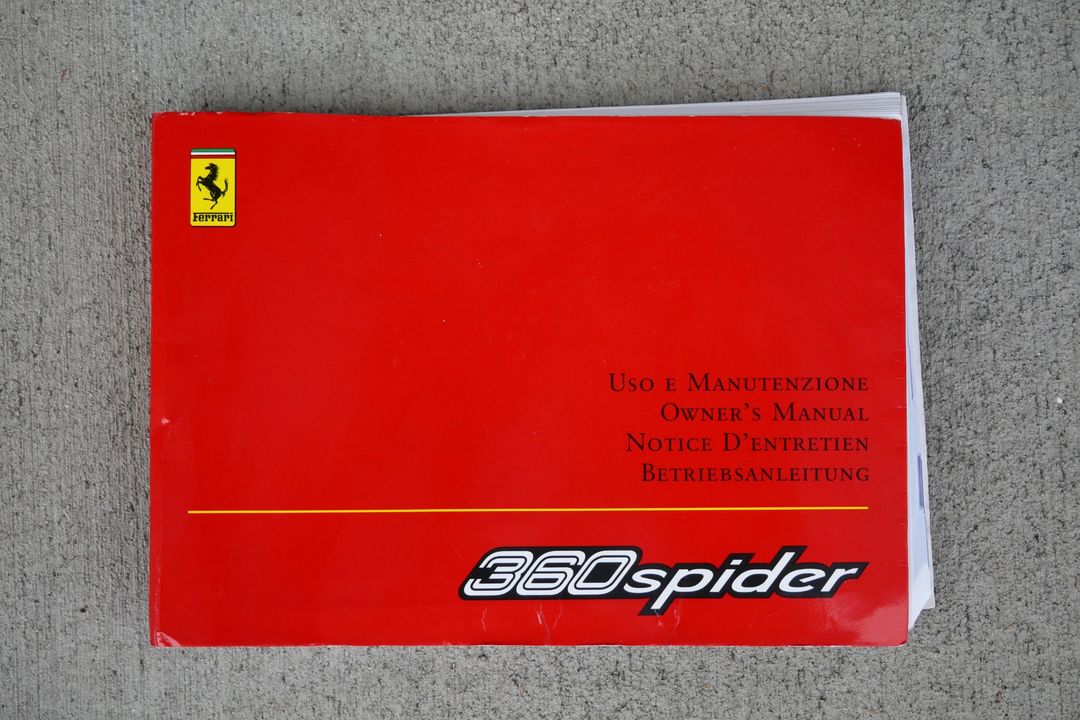 Ferrari
Uso e Manutenzione
Owner's Manual
Notice D'entretien
Betriebsanleitung
360spider